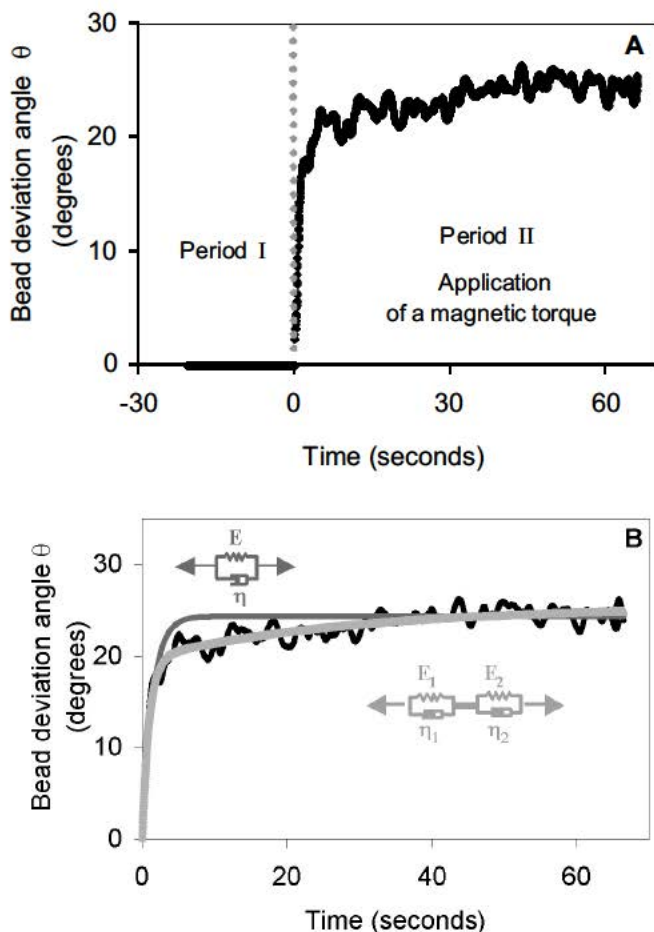 30
A
20
Period I
Period II
10
Application
of a magnetic torque
0
-30
0
30
60
Bead deviation angle θ
(degrees)
Time (seconds)
B
E
30
η
20
E1
E2
η1
η2
10
0
0
20
40
60
Bead deviation angle θ
(degrees)
Time (seconds)